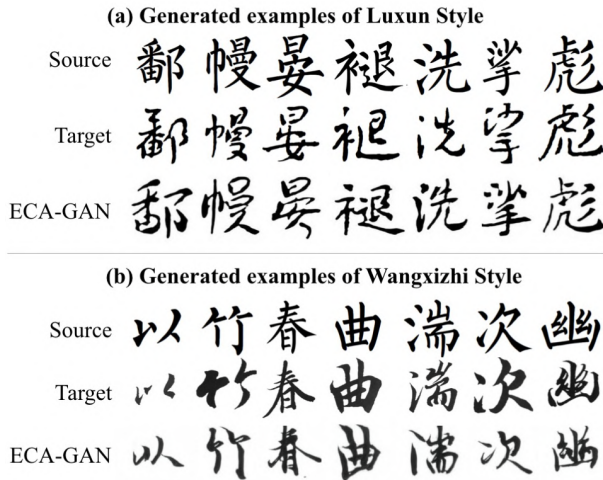 (a) Generated examples of Luxun Style
Source 鄱 幔 晏 褪 洗 挲 彪
Target 鄱 幔 晏 褪 洗 挲 彪
ECA-GAN 鄱 幔 晏 褪 洗 挲 彪
(b) Generated examples of Wangxizhi Style
Source 以 竹 春 曲 湍 次 幽
Target 以 竹 春 曲 湍 次 幽
ECA-GAN 以 竹 春 曲 湍 次 幽